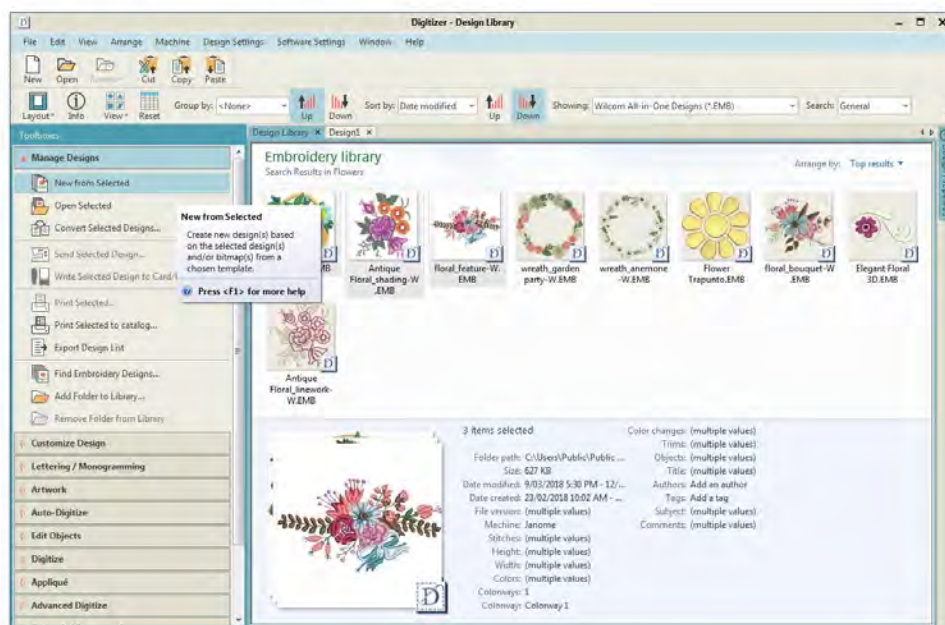 Digitizer - Design Library
File Edit View Arrange Machine Design Settings Software Settings Window Help
New Open Cut Copy Paste
Layout Info View Reset Group by: <None> Up Down Sort by: Date modified Up Down Showing: Wilcom All-in-One Designs (*.EMB) Search: General
Toolboxes Design Library Design1
Manage Designs
New from Selected
Open Selected
Convert Selected Designs...
Send Selected Design...
Write Selected Design to Card/
Print Selected...
Print Selected to catalog...
Export Design List
Find Embroidery Designs...
Add Folder to Library...
Remove Folder from Library
Customize Design
Lettering / Monogramming
Artwork
Auto-Digitize
Edit Objects
Digitize
Appliqué
Advanced Digitize
New from Selected
Create new design(s) based
on the selected design(s)
and/or bitmap(s) from a
chosen template.
Press <F1> for more help
Embroidery library
Search Results in Flowers
Arrange by: Top results
Antique
Floral_shading-W
.EMB
floral_feature-W.
EMB
wreath_garden
party-W.EMB
wreath_anemone
-W.EMB
Flower
Trapunto.EMB
floral_bouquet-W
.EMB
Elegant Floral
3D.EMB
Antique
Floral_linework-
W.EMB
3 items selected
Folder path: C:\Users\Public\Public ...
Size: 627 KB
Date modified: 9/03/2018 5:30 PM - 12/...
Date created: 23/02/2018 10:02 AM - ...
File version: (multiple values)
Machine: Janome
Stitches: (multiple values)
Height: (multiple values)
Width: (multiple values)
Colors: (multiple values)
Colorways: 1
Colorway: Colorway 1
Color changes: (multiple values)
Trims: (multiple values)
Objects: (multiple values)
Title: (multiple values)
Authors: Add an author
Tags: Add a tag
Subject: (multiple values)
Comments: (multiple values)